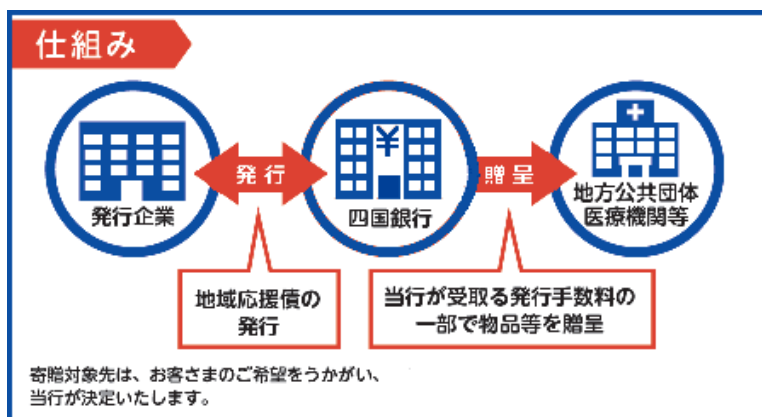 仕組み
発行
贈呈
¥
発行企業
四国銀行
地方公共団体
医療機関等
地域応援債の
発行
当行が受取る発行手数料の
一部で物品等を贈呈
寄贈対象先は、お客さまのご希望をうかがい、
当行が決定いたします。